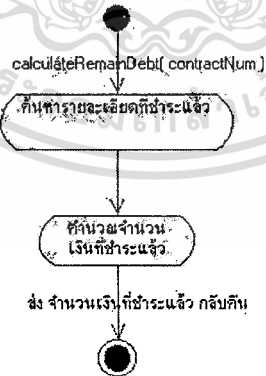 calculateRemainDebt( contractNum )
ค้นหารายละเอียดที่ชำระแล้ว
คำนวณจำนวน
เงินที่ชำระแล้ว
ส่ง จำนวนเงินที่ชำระแล้ว กลับคืน